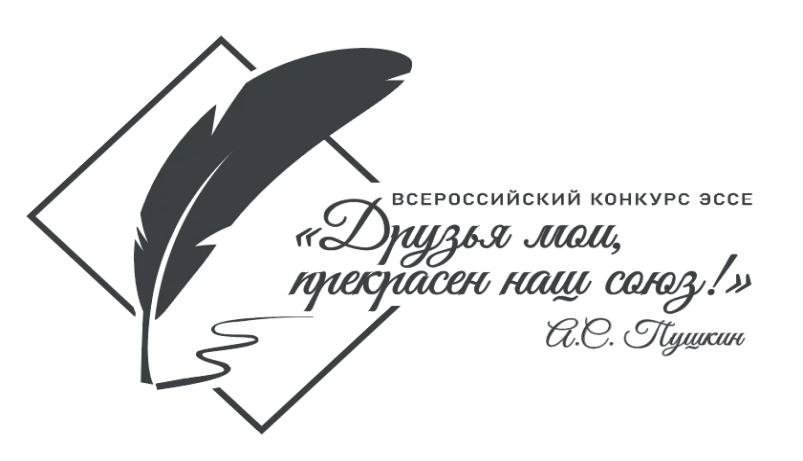 ВСЕРОССИЙСКИЙ КОНКУРС ЭССЕ
«Друзья мои,
прекрасен наш союз!»
А.С. Пушкин